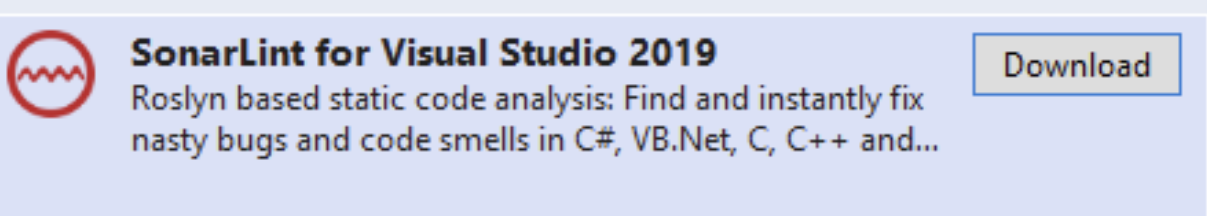 SonarLint for Visual Studio 2019
Download
Roslyn based static code analysis: Find and instantly fix
nasty bugs and code smells in C#, VB.Net, C, C++ and...